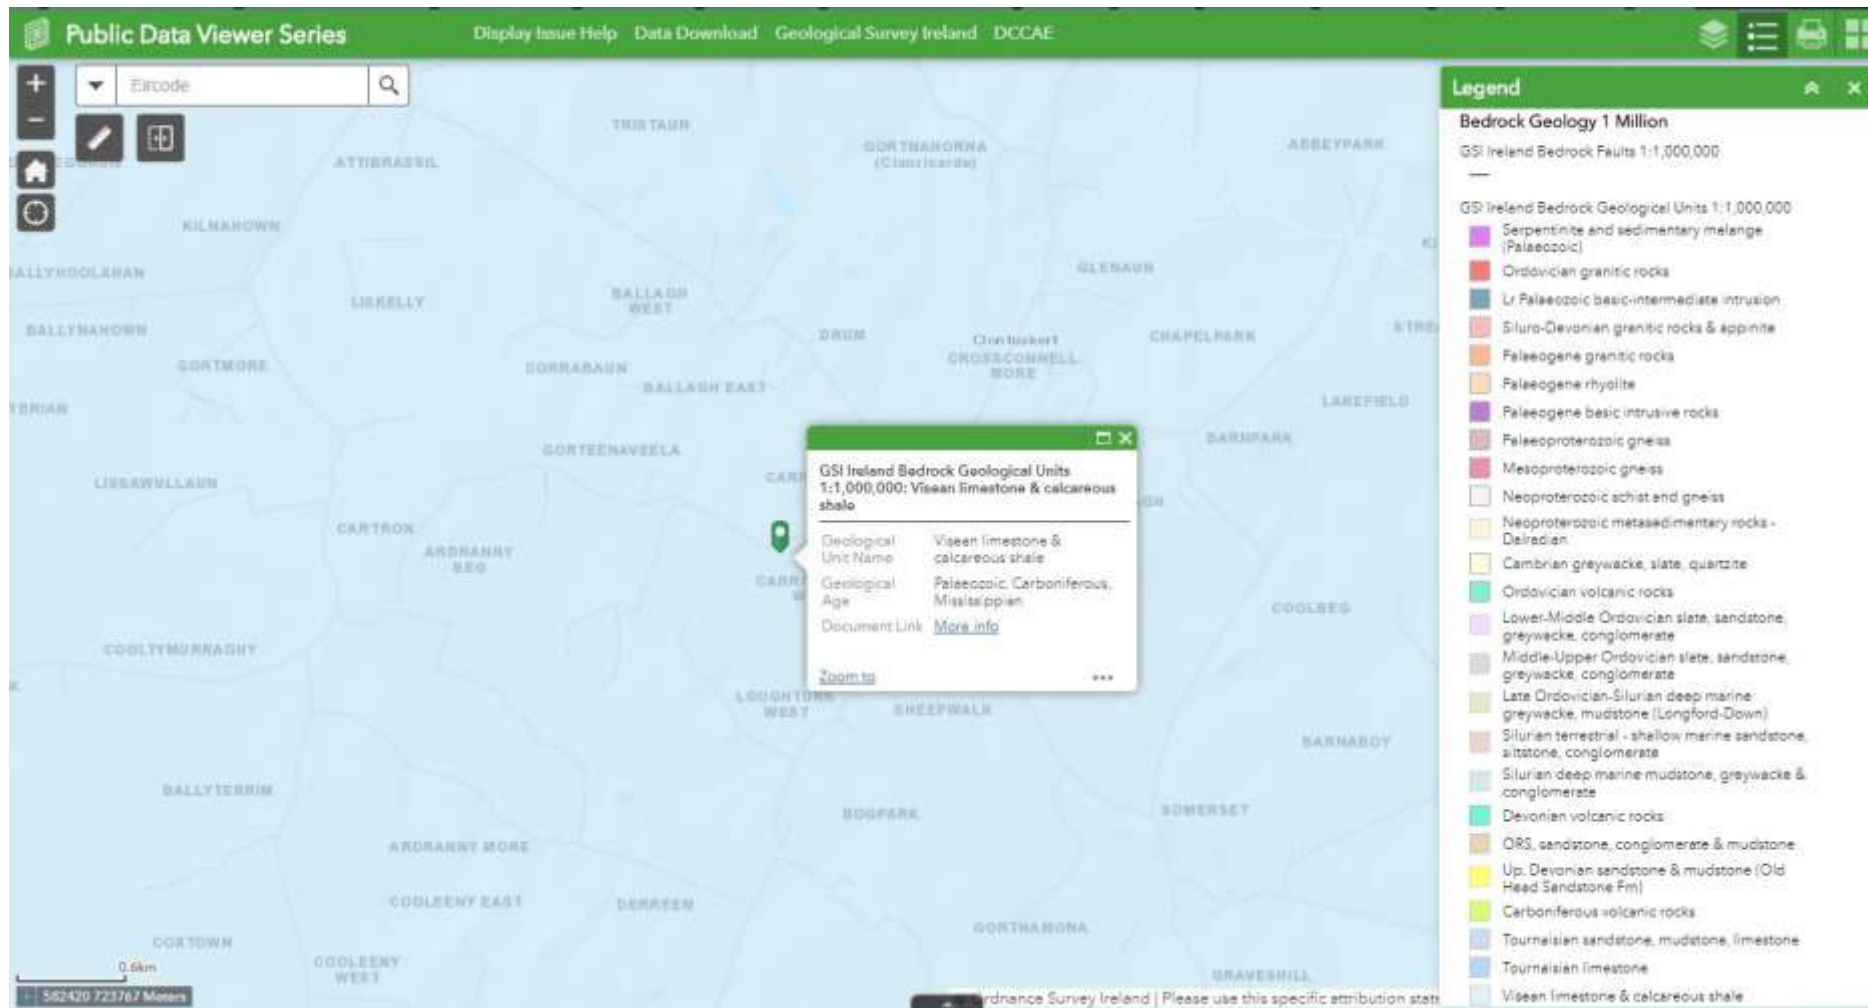 Public Data Viewer Series
Display Issue Help Data Download Geological Survey Ireland DCCAE
Eircode
TRISTAUN
GORTNAHORNA
(Clanricarde)
ABBEYPARK
ATTIBRASSIL
KILNAHOWN
GLENAUN
LISKELLY
BALLAGH
WEST
BALLYNAHOWN
DRUM
Clontuskert
CROSSCONNELL
MORE
CHAPELPARK
GORTMORE
CORRABAUN
BALLAGH EAST
LAKEFIELD
GORTEENAVEELA
BARNPARK
LISSAWULLAUN
CARTRON
ARDRANNY
BEG
COOLBEG
COOLTYMURRAGHY
LOUGHTORK
WEST
SHEEPWALK
BARNABOY
BALLYTERRIM
BOGPARK
SOMERSET
ARDRANNY MORE
COOLEENY EAST
DERREEN
GORTNAMONA
COXTOWN
COOLEENY
WEST
GRAVESHILL
0.6km
582420 723767 Meters
rdnance Survey Ireland | Please use this specific attribution stat
GSI Ireland Bedrock Geological Units
1:1,000,000: Visean limestone & calcareous
shale
Geological Unit Name Visean limestone & calcareous shale
Geological Age Palaeozoic, Carboniferous, Mississippian
Document Link More info
Zoom to
Legend
Bedrock Geology 1 Million
GSI Ireland Bedrock Faults 1:1,000,000
GSI Ireland Bedrock Geological Units 1:1,000,000
Serpentinite and sedimentary melange
(Palaeozoic)
Ordovician granitic rocks
Lr Palaeozoic basic-intermediate intrusion
Siluro-Devonian granitic rocks & appinite
Palaeogene granitic rocks
Palaeogene rhyolite
Palaeogene basic intrusive rocks
Palaeoproterozoic gneiss
Mesoproterozoic gneiss
Neoproterozoic schist and gneiss
Neoproterozoic metasedimentary rocks -
Dalradian
Cambrian greywacke, slate, quartzite
Ordovician volcanic rocks
Lower-Middle Ordovician slate, sandstone,
greywacke, conglomerate
Middle-Upper Ordovician slate, sandstone,
greywacke, conglomerate
Late Ordovician-Silurian deep marine
greywacke, mudstone (Longford-Down)
Silurian terrestrial - shallow marine sandstone,
siltstone, conglomerate
Silurian deep marine mudstone, greywacke &
conglomerate
Devonian volcanic rocks
ORS, sandstone, conglomerate & mudstone
Up. Devonian sandstone & mudstone (Old
Head Sandstone Fm)
Carboniferous volcanic rocks
Tournaisian sandstone, mudstone, limestone
Tournaisian limestone
Visean limestone & calcareous shale